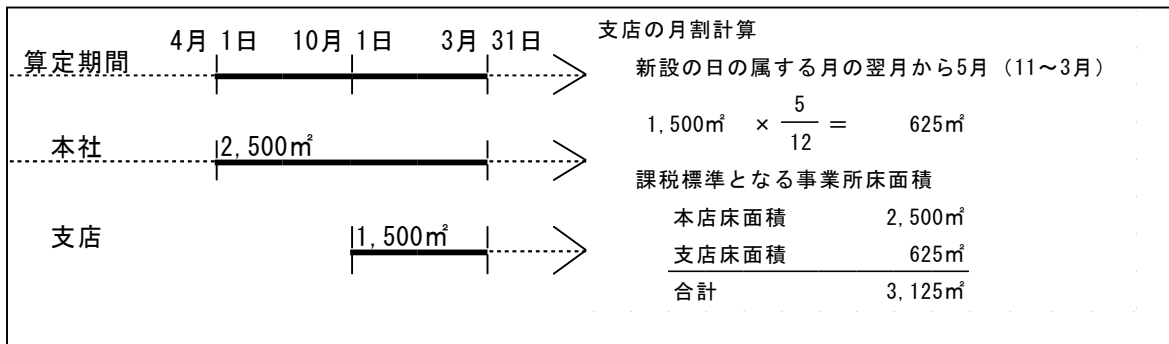 4月 1日 10月 1日 3月 31日
算定期間
本社
2,500㎡
支店
1,500㎡
支店の月割計算
新設の日の属する月の翌月から5月（11～3月）
1,500㎡ × 5/12 = 625㎡
課税標準となる事業所床面積
本店床面積 2,500㎡
支店床面積 625㎡
合計 3,125㎡